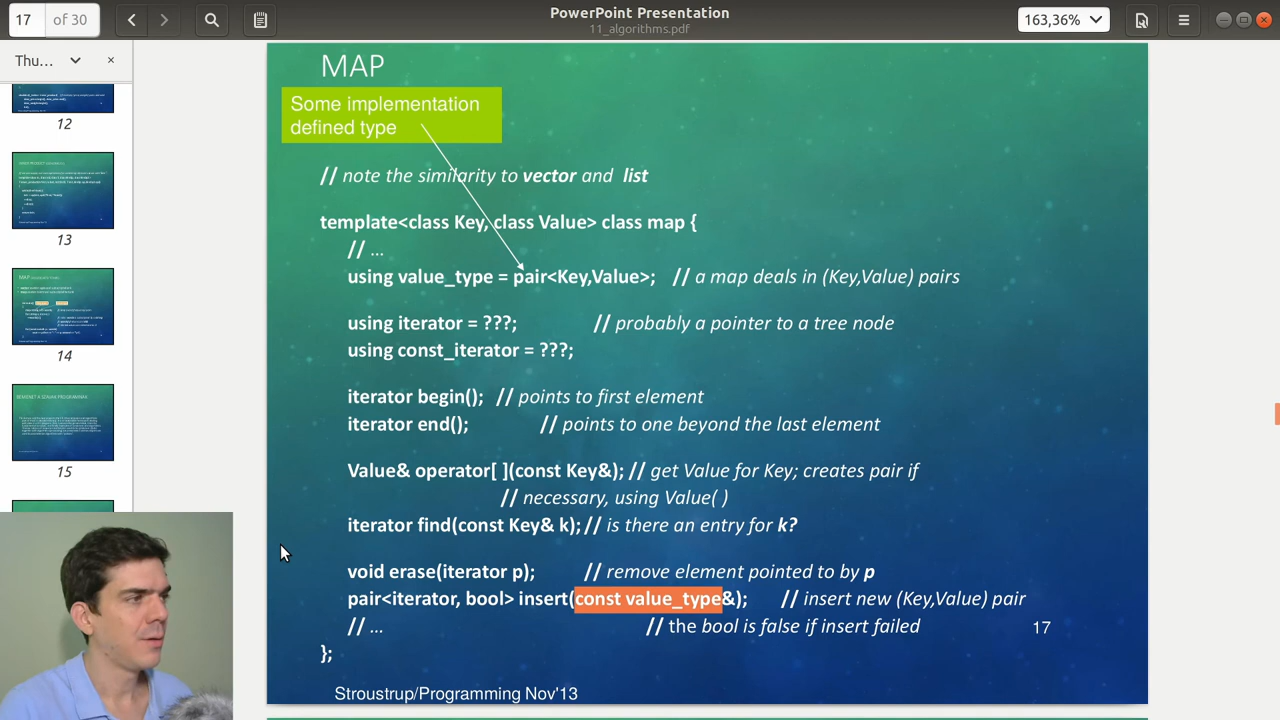 17 of 30
PowerPoint Presentation
11_algorithms.pdf
163,36%
Thu...
12
13
14
15
MAP
Some implementation
defined type
// note the similarity to vector and list
template<class Key, class Value> class map {
// ...
using value_type = pair<Key,Value>; // a map deals in (Key,Value) pairs
using iterator = ???; // probably a pointer to a tree node
using const_iterator = ???;
iterator begin(); // points to first element
iterator end(); // points to one beyond the last element
Value& operator[ ](const Key&); // get Value for Key; creates pair if
// necessary, using Value( )
iterator find(const Key& k); // is there an entry for k?
void erase(iterator p); // remove element pointed to by p
pair<iterator, bool> insert(const value_type&); // insert new (Key,Value) pair
// ... // the bool is false if insert failed
17
};
Stroustrup/Programming Nov'13